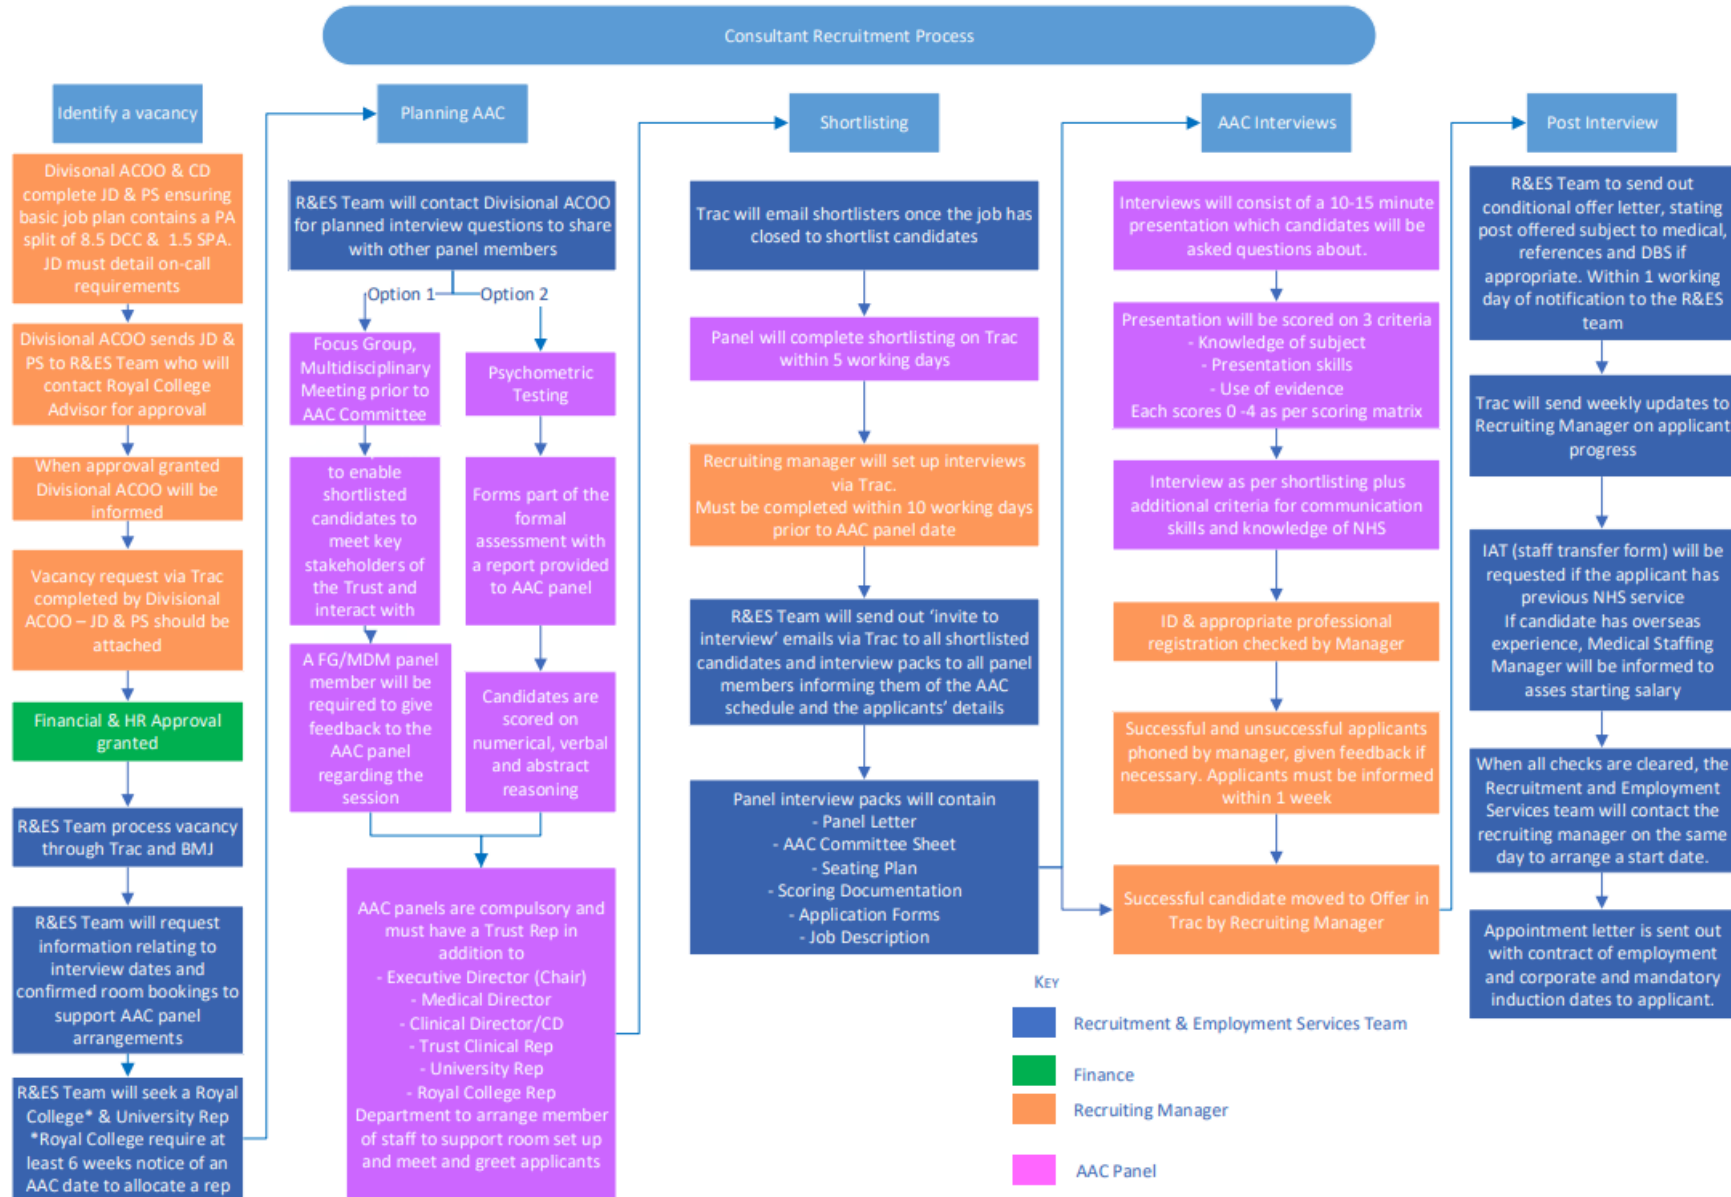 Consultant Recruitment Process
Identify a vacancy
Divisonal ACOO & CD
complete JD & PS ensuring
basic job plan contains a PA
split of 8.5 DCC & 1.5 SPA.
JD must detail on-call
requirements
Divisional ACOO sends JD &
PS to R&ES Team who will
contact Royal College
Advisor for approval
When approval granted
Divisional ACOO will be
informed
Vacancy request via Trac
completed by Divisional
ACOO – JD & PS should be
attached
Financial & HR Approval
granted
R&ES Team process vacancy
through Trac and BMJ
R&ES Team will request
information relating to
interview dates and
confirmed room bookings to
support AAC panel
arrangements
R&ES Team will seek a Royal
College* & University Rep
*Royal College require at
least 6 weeks notice of an
AAC date to allocate a rep
Planning AAC
R&ES Team will contact Divisional ACOO
for planned interview questions to share
with other panel members
Option 1
Option 2
Focus Group,
Multidisciplinary
Meeting prior to
AAC Committee
to enable
shortlisted
candidates to
meet key
stakeholders of
the Trust and
interact with
A FG/MDM panel
member will be
required to give
feedback to the
AAC panel
regarding the
session
Psychometric
Testing
Forms part of the
formal
assessment with
a report provided
to AAC panel
Candidates are
scored on
numerical, verbal
and abstract
reasoning
AAC panels are compulsory and
must have a Trust Rep in
addition to
- Executive Director (Chair)
- Medical Director
- Clinical Director/CD
- Trust Clinical Rep
- University Rep
- Royal College Rep
Department to arrange member
of staff to support room set up
and meet and greet applicants
Shortlisting
Trac will email shortlisters once the job has
closed to shortlist candidates
Panel will complete shortlisting on Trac
within 5 working days
Recruiting manager will set up interviews
via Trac.
Must be completed within 10 working days
prior to AAC panel date
R&ES Team will send out ‘invite to
interview’ emails via Trac to all shortlisted
candidates and interview packs to all panel
members informing them of the AAC
schedule and the applicants’ details
Panel interview packs will contain
- Panel Letter
- AAC Committee Sheet
- Seating Plan
- Scoring Documentation
- Application Forms
- Job Description
AAC Interviews
Interviews will consist of a 10-15 minute
presentation which candidates will be
asked questions about.
Presentation will be scored on 3 criteria
- Knowledge of subject
- Presentation skills
- Use of evidence
Each scores 0 -4 as per scoring matrix
Interview as per shortlisting plus
additional criteria for communication
skills and knowledge of NHS
ID & appropriate professional
registration checked by Manager
Successful and unsuccessful applicants
phoned by manager, given feedback if
necessary. Applicants must be informed
within 1 week
Successful candidate moved to Offer in
Trac by Recruiting Manager
Post Interview
R&ES Team to send out
conditional offer letter, stating
post offered subject to medical,
references and DBS if
appropriate. Within 1 working
day of notification to the R&ES
team
Trac will send weekly updates to
Recruiting Manager on applicant
progress
IAT (staff transfer form) will be
requested if the applicant has
previous NHS service
If candidate has overseas
experience, Medical Staffing
Manager will be informed to
asses starting salary
When all checks are cleared, the
Recruitment and Employment
Services team will contact the
recruiting manager on the same
day to arrange a start date.
Appointment letter is sent out
with contract of employment
and corporate and mandatory
induction dates to applicant.
KEY
Recruitment & Employment Services Team
Finance
Recruiting Manager
AAC Panel